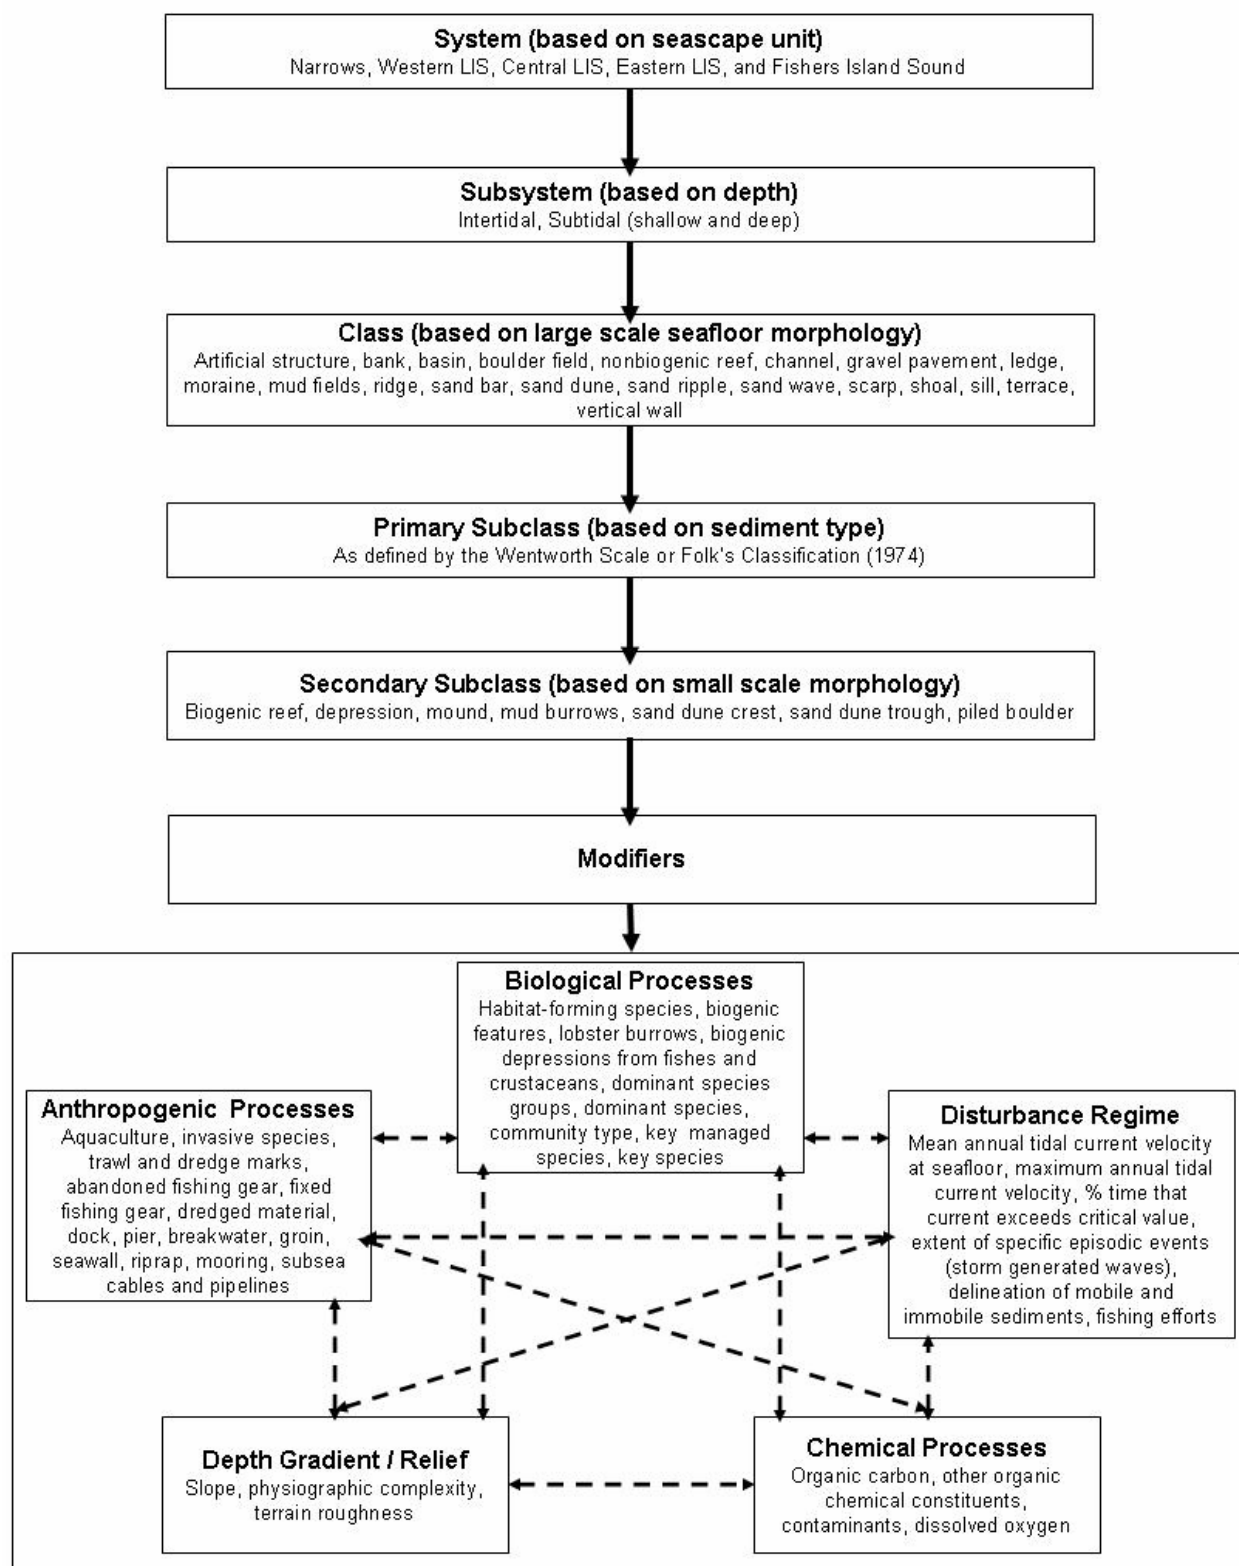 System (based on seascape unit)
Narrows, Western LIS, Central LIS, Eastern LIS, and Fishers Island Sound
Subsystem (based on depth)
Intertidal, Subtidal (shallow and deep)
Class (based on large scale seafloor morphology)
Artificial structure, bank, basin, boulder field, nonbiogenic reef, channel, gravel pavement, ledge,
moraine, mud fields, ridge, sand bar, sand dune, sand ripple, sand wave, scarp, shoal, sill, terrace,
vertical wall
Primary Subclass (based on sediment type)
As defined by the Wentworth Scale or Folk's Classification (1974)
Secondary Subclass (based on small scale morphology)
Biogenic reef, depression, mound, mud burrows, sand dune crest, sand dune trough, piled boulder
Modifiers
Biological Processes
Habitat-forming species, biogenic
features, lobster burrows, biogenic
depressions from fishes and
crustaceans, dominant species
groups, dominant species,
community type, key managed
species, key species
Anthropogenic Processes
Aquaculture, invasive species,
trawl and dredge marks,
abandoned fishing gear, fixed
fishing gear, dredged material,
dock, pier, breakwater, groin,
seawall, riprap, mooring, subsea
cables and pipelines
Disturbance Regime
Mean annual tidal current velocity
at seafloor, maximum annual tidal
current velocity, % time that
current exceeds critical value,
extent of specific episodic events
(storm generated waves),
delineation of mobile and
immobile sediments, fishing efforts
Depth Gradient / Relief
Slope, physiographic complexity,
terrain roughness
Chemical Processes
Organic carbon, other organic
chemical constituents,
contaminants, dissolved oxygen